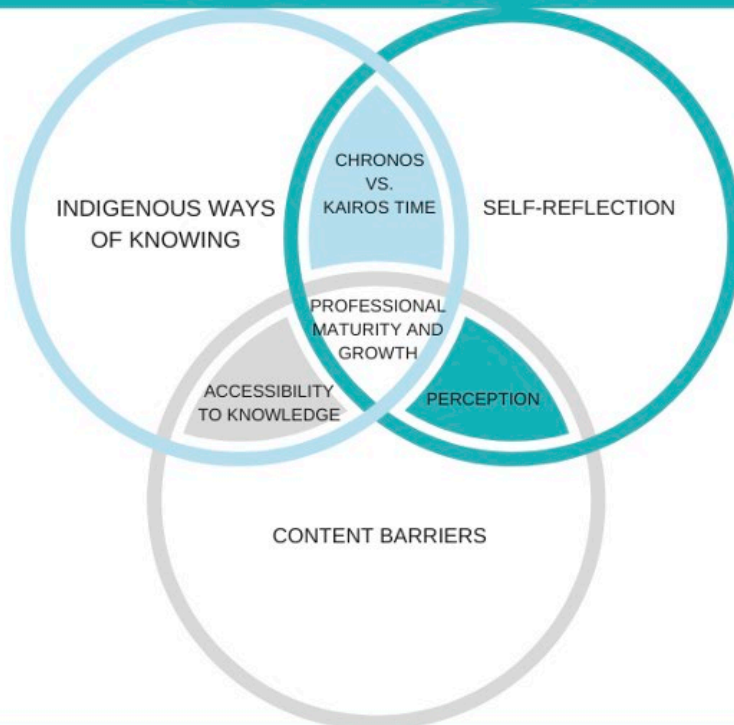 CHRONOS
VS.
KAIROS TIME
INDIGENOUS WAYS
OF KNOWING
SELF-REFLECTION
PROFESSIONAL
MATURITY AND
GROWTH
ACCESSIBILITY
TO KNOWLEDGE
PERCEPTION
CONTENT BARRIERS